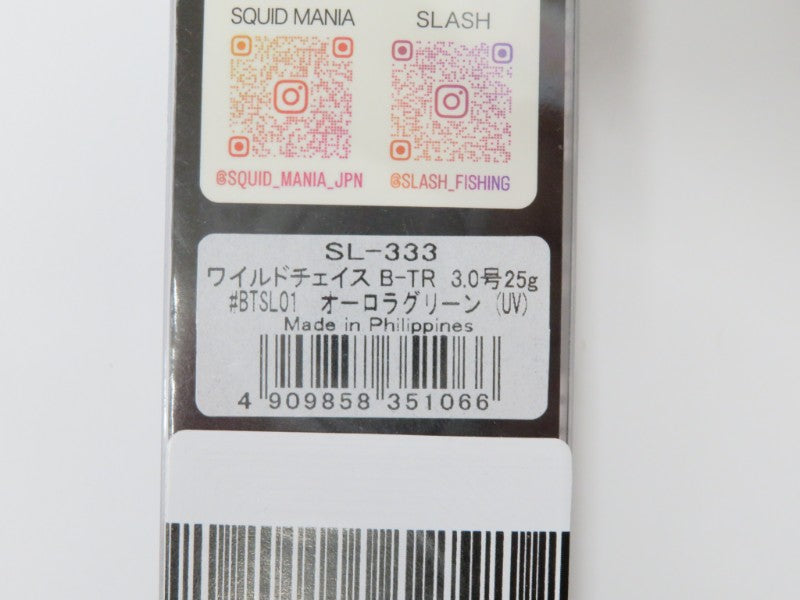 SQUID MANIA SLASH
@SQUID_MANIA_JPN @SLASH_FISHING
SL-333
ワイルドチェイス B-TR 3.0号25g
#BTSL01 オーロラグリーン (UV)
Made in Philippines
4 909858 351066